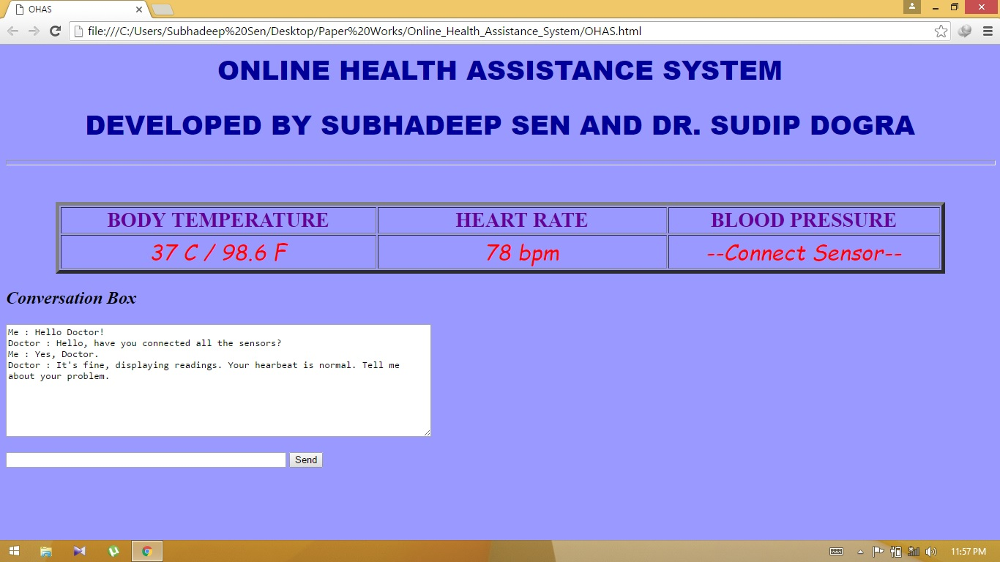 OHAS
file:///C:/Users/Subhadeep%20Sen/Desktop/Paper%20Works/Online_Health_Assistance_System/OHAS.html
ONLINE HEALTH ASSISTANCE SYSTEM
DEVELOPED BY SUBHADEEP SEN AND DR. SUDIP DOGRA
BODY TEMPERATURE HEART RATE BLOOD PRESSURE
37 C / 98.6 F 78 bpm --Connect Sensor--
Conversation Box
Me : Hello Doctor!
Doctor : Hello, have you connected all the sensors?
Me : Yes, Doctor.
Doctor : It's fine, displaying readings. Your hearbeat is normal. Tell me
about your problem.
Send
11:57 PM